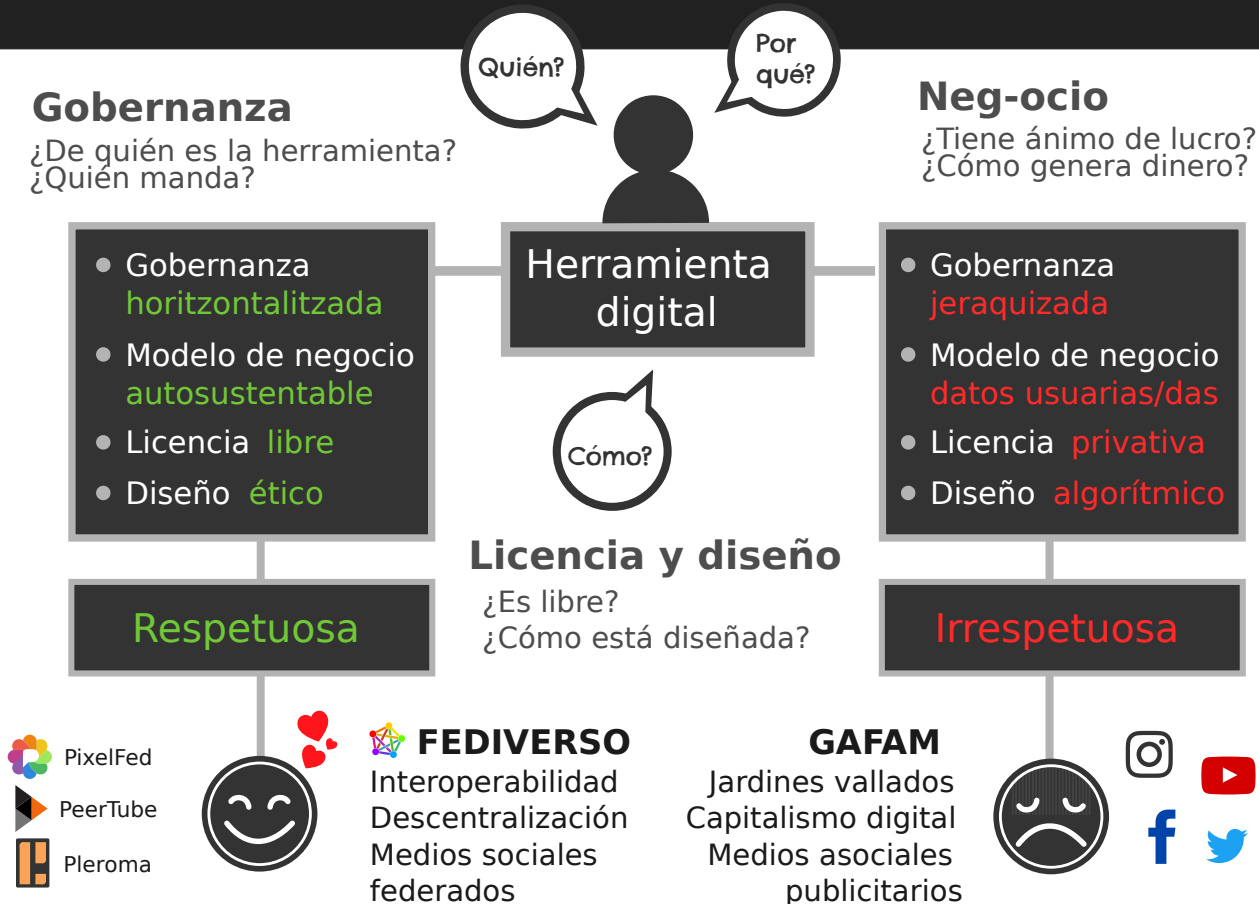 Quién?
Por
qué?
Gobernanza
¿De quién es la herramienta?
¿Quién manda?
Neg-ocio
¿Tiene ánimo de lucro?
¿Cómo genera dinero?
Gobernanza
horitzontalitzada
Modelo de negocio
autosustentable
Licencia libre
Diseño ético
Herramienta
digital
Gobernanza
jeraquizada
Modelo de negocio
datos usuarias/das
Licencia privativa
Diseño algorítmico
Cómo?
Licencia y diseño
¿Es libre?
¿Cómo está diseñada?
Respetuosa
Irrespetuosa
PixelFed
PeerTube
Pleroma
FEDIVERSO
Interoperabilidad
Descentralización
Medios sociales
federados
GAFAM
Jardines vallados
Capitalismo digital
Medios asociales
publicitarios